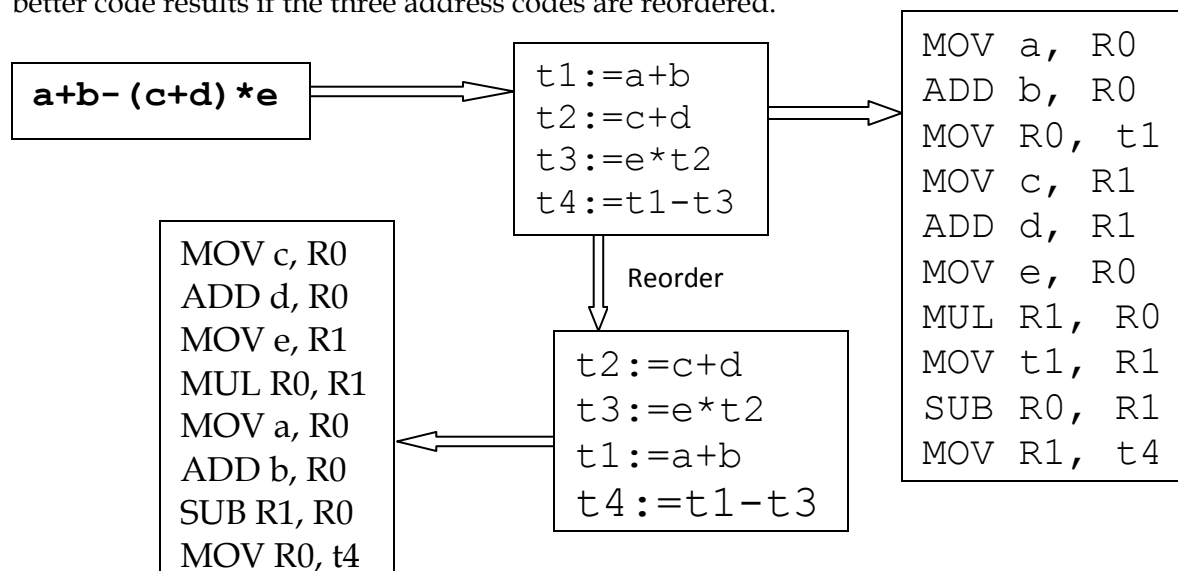 better code results if the three address codes are reordered.
a+b-(c+d)*e
t1:=a+b
t2:=c+d
t3:=e*t2
t4:=t1-t3
MOV a, R0
ADD b, R0
MOV R0, t1
MOV c, R1
ADD d, R1
MOV e, R0
MUL R1, R0
MOV t1, R1
SUB R0, R1
MOV R1, t4
Reorder
t2:=c+d
t3:=e*t2
t1:=a+b
t4:=t1-t3
MOV c, R0
ADD d, R0
MOV e, R1
MUL R0, R1
MOV a, R0
ADD b, R0
SUB R1, R0
MOV R0, t4